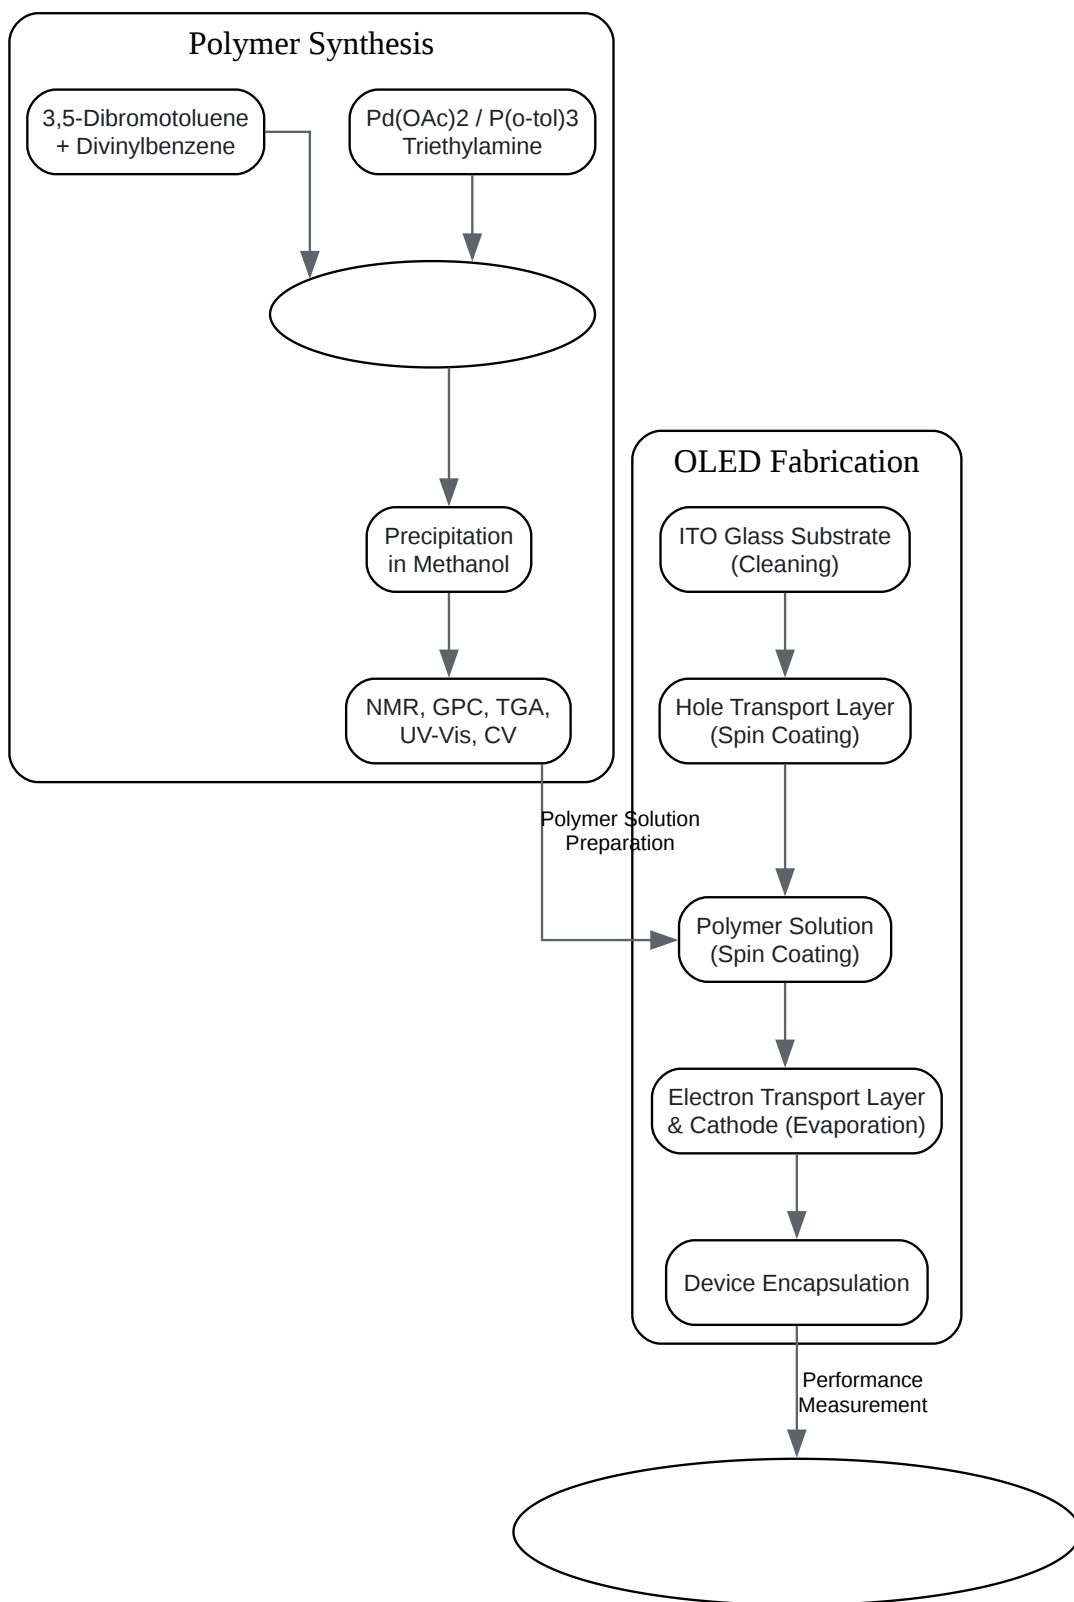 Polymer Synthesis
3,5-Dibromotoluene
+ Divinylbenzene
Pd(OAc)2 / P(o-tol)3
Triethylamine
Precipitation
in Methanol
NMR, GPC, TGA,
UV-Vis, CV
Polymer Solution
Preparation
OLED Fabrication
ITO Glass Substrate
(Cleaning)
Hole Transport Layer
(Spin Coating)
Polymer Solution
(Spin Coating)
Electron Transport Layer
& Cathode (Evaporation)
Device Encapsulation
Performance
Measurement